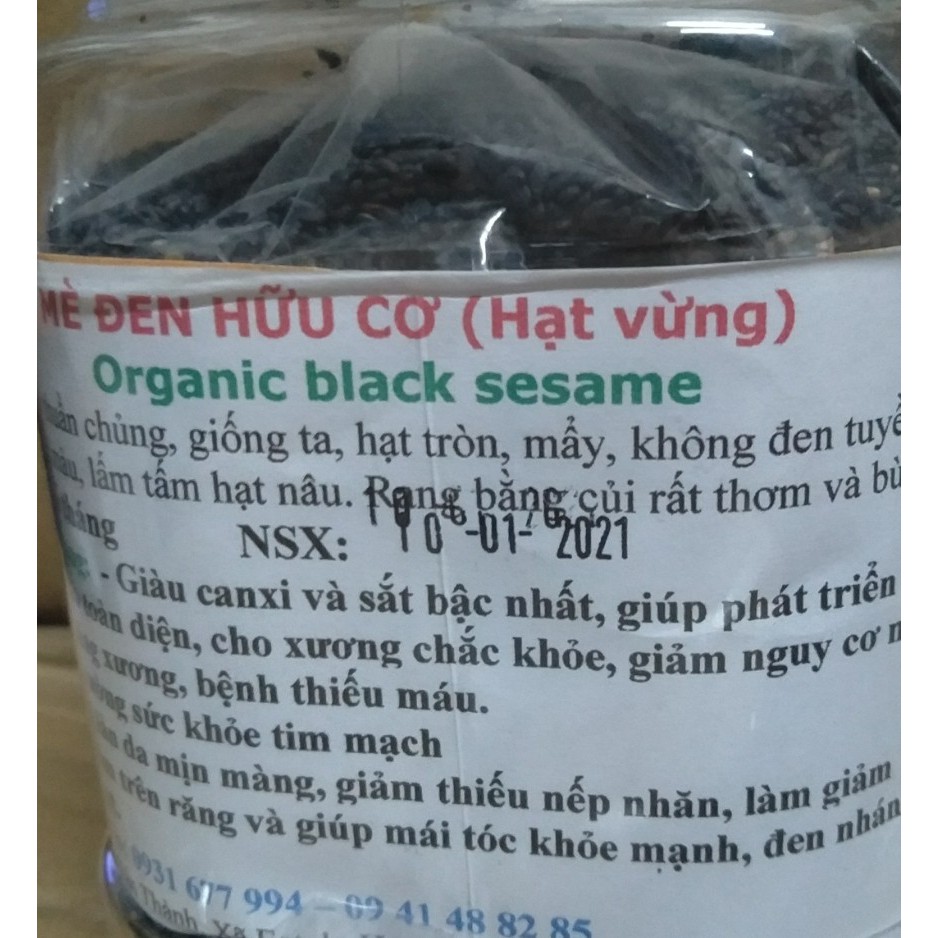 MÈ ĐEN HỮU CƠ (Hạt vừng)
Organic black sesame
chủng, giống ta, hạt tròn, mẩy, không đen tuyề
lấm tấm hạt nâu. Rang bằng củi rất thơm và bù
NSX: 10-01-2021
- Giàu canxi và sắt bậc nhất, giúp phát triển
toàn diện, cho xương chắc khỏe, giảm nguy cơ
xương, bệnh thiếu máu.
sức khỏe tim mạch
da mịn màng, giảm thiếu nếp nhăn, làm giảm
trên răng và giúp mái tóc khỏe mạnh, đen nhán
0931 677 994 - 09 41 48 82 85
Thành, Xã